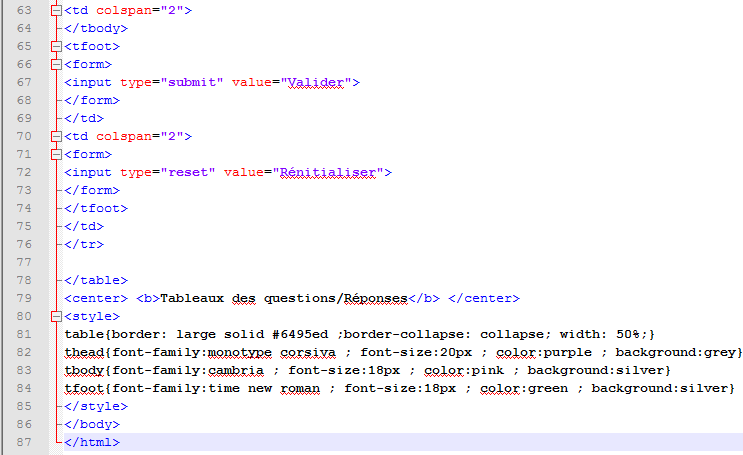 63 <td colspan="2">
64 </tbody>
65 <tfoot>
66 <form>
67 <input type="submit" value="Valider">
68 </form>
69 </td>
70 <td colspan="2">
71 <form>
72 <input type="reset" value="Rénitialiser">
73 </form>
74 </tfoot>
75 </td>
76 </tr>
77
78 </table>
79 <center> <b>Tableaux des questions/Réponses</b> </center>
80 <style>
81 table{border: large solid #6495ed ;border-collapse: collapse; width: 50%;}
82 thead{font-family:monotype corsiva ; font-size:20px ; color:purple ; background:grey}
83 tbody{font-family:cambria ; font-size:18px ; color:pink ; background:silver}
84 tfoot{font-family:time new roman ; font-size:18px ; color:green ; background:silver}
85 </style>
86 </body>
87 </html>